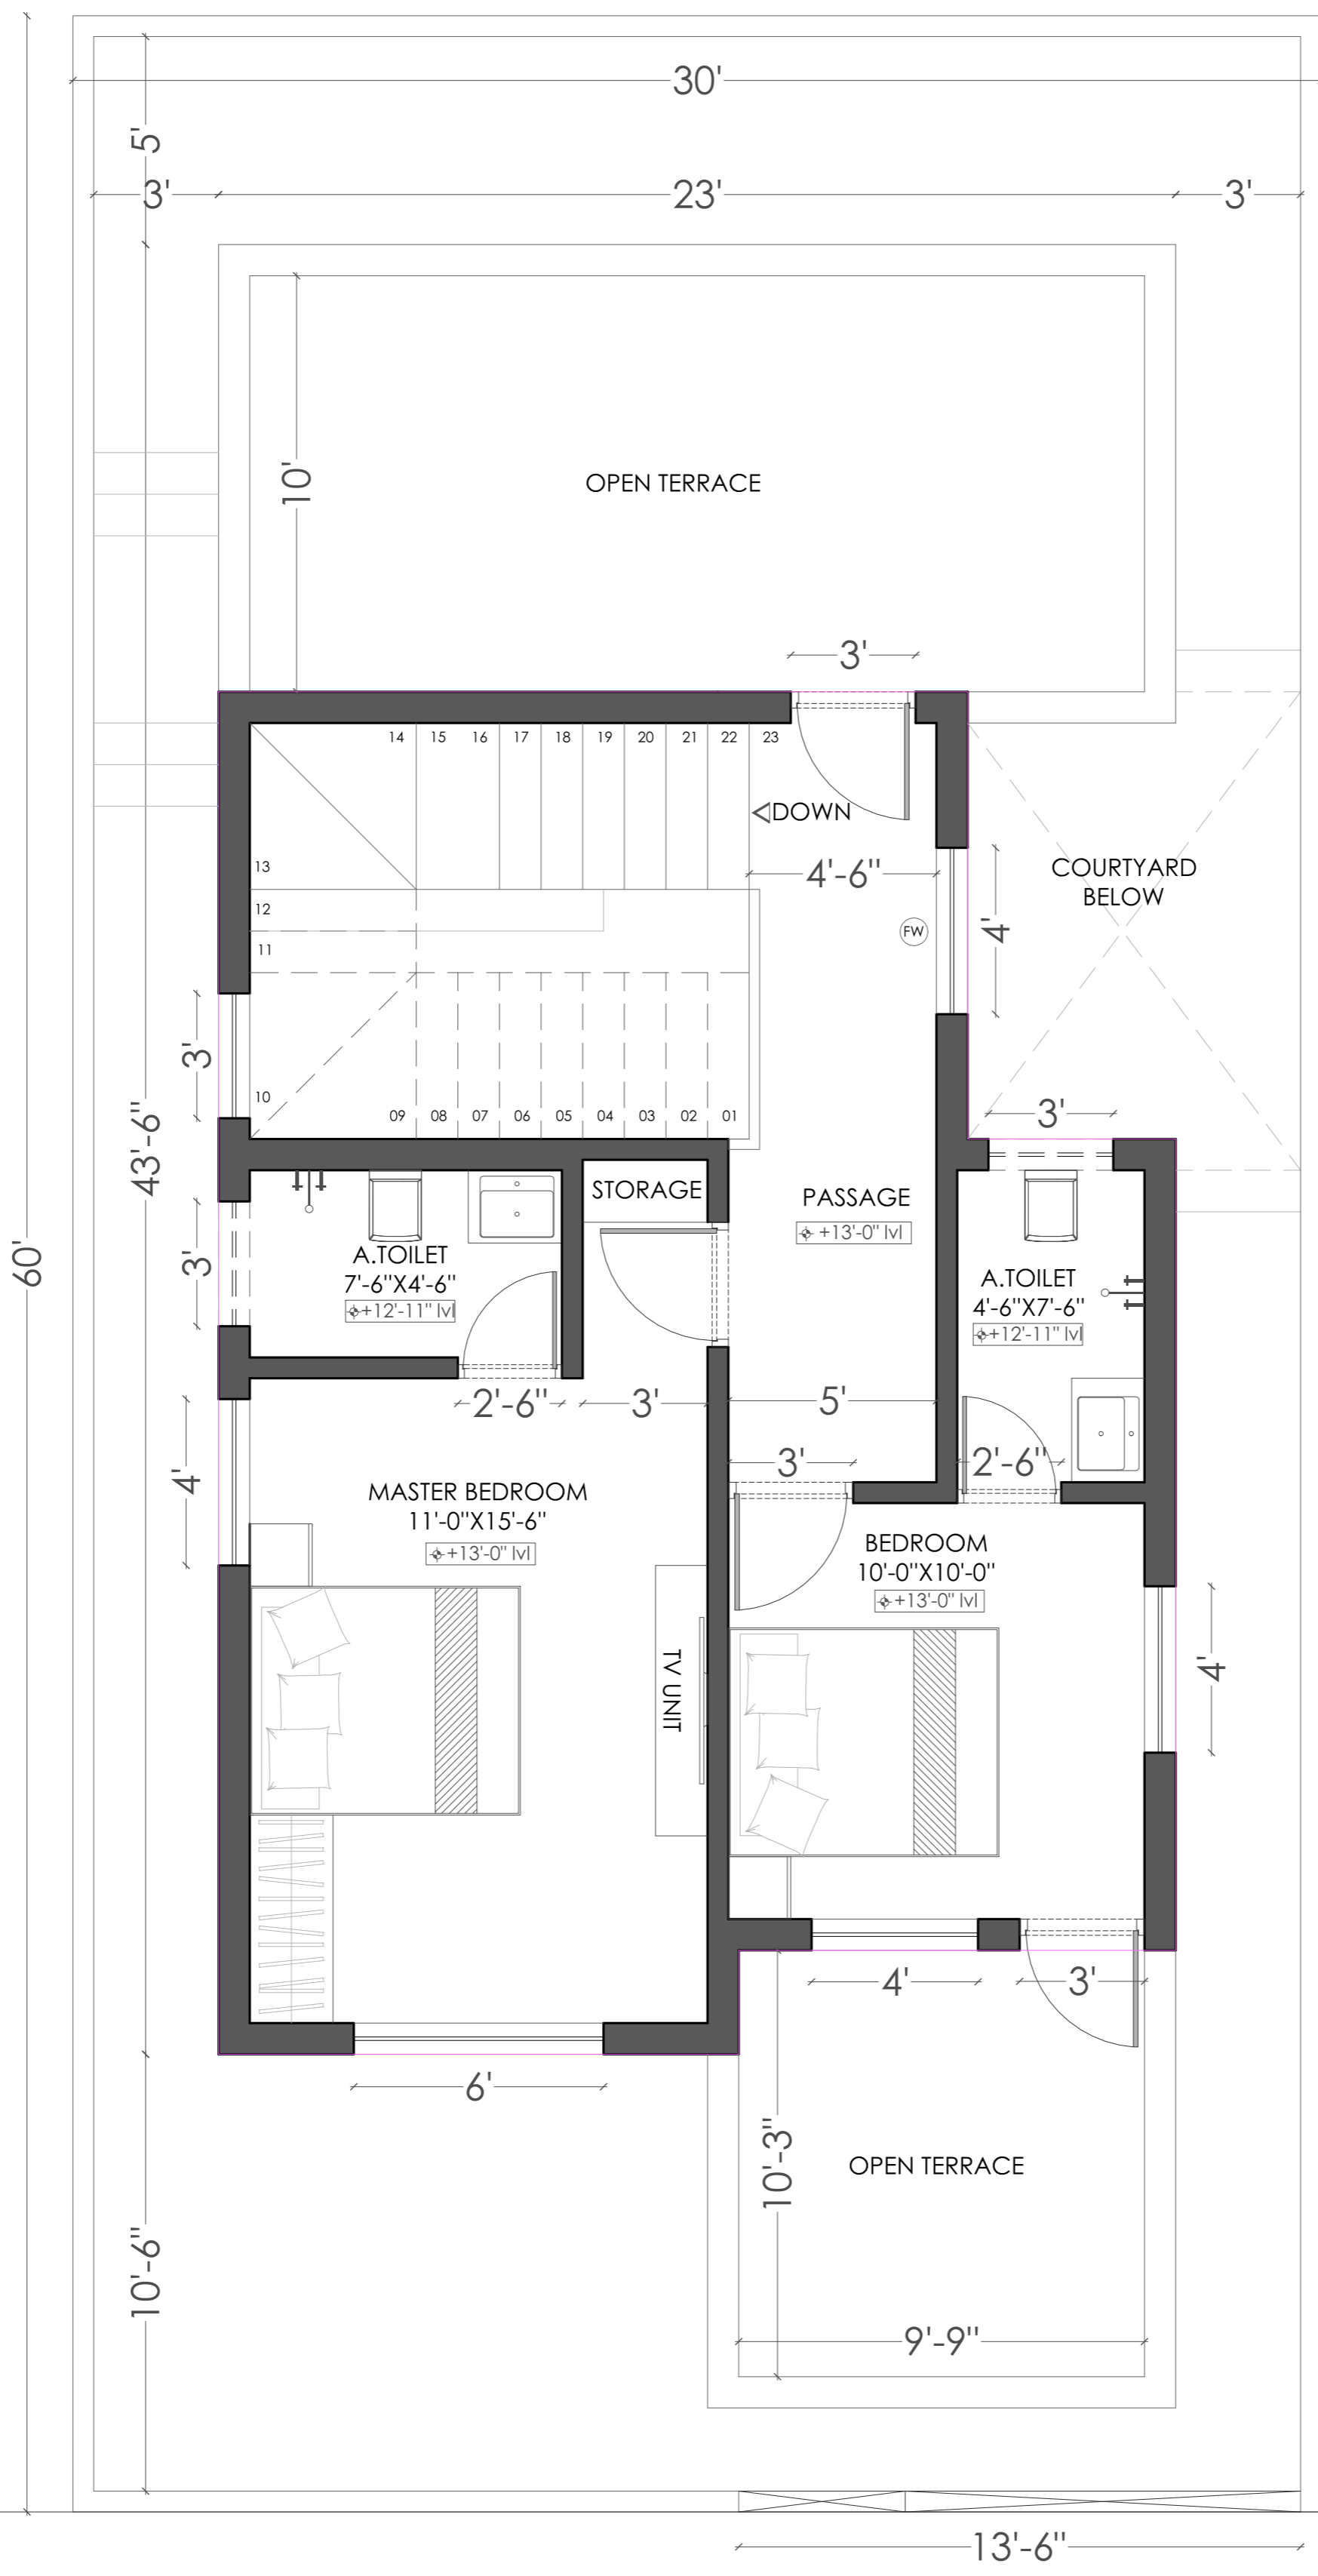 30'
5'
3'
23'
3'
10'
OPEN TERRACE
3'
14 15 16 17 18 19 20 21 22 23
DOWN
13
4'-6"
COURTYARD
BELOW
12
FW
4'
11
3'
10
09 08 07 06 05 04 03 02 01
3'
43'-6"
STORAGE
PASSAGE
+13'-0" lvl
3'
A.TOILET
7'-6"X4'-6"
+12'-11" lvl
A.TOILET
4'-6"X7'-6"
+12'-11" lvl
60'
2'-6"
3'
5'
3'
2'-6"
4'
MASTER BEDROOM
11'-0"X15'-6"
+13'-0" lvl
BEDROOM
10'-0"X10'-0"
+13'-0" lvl
TV UNIT
4'
4'
3'
6'
10'-3"
OPEN TERRACE
10'-6"
9'-9"
13'-6"